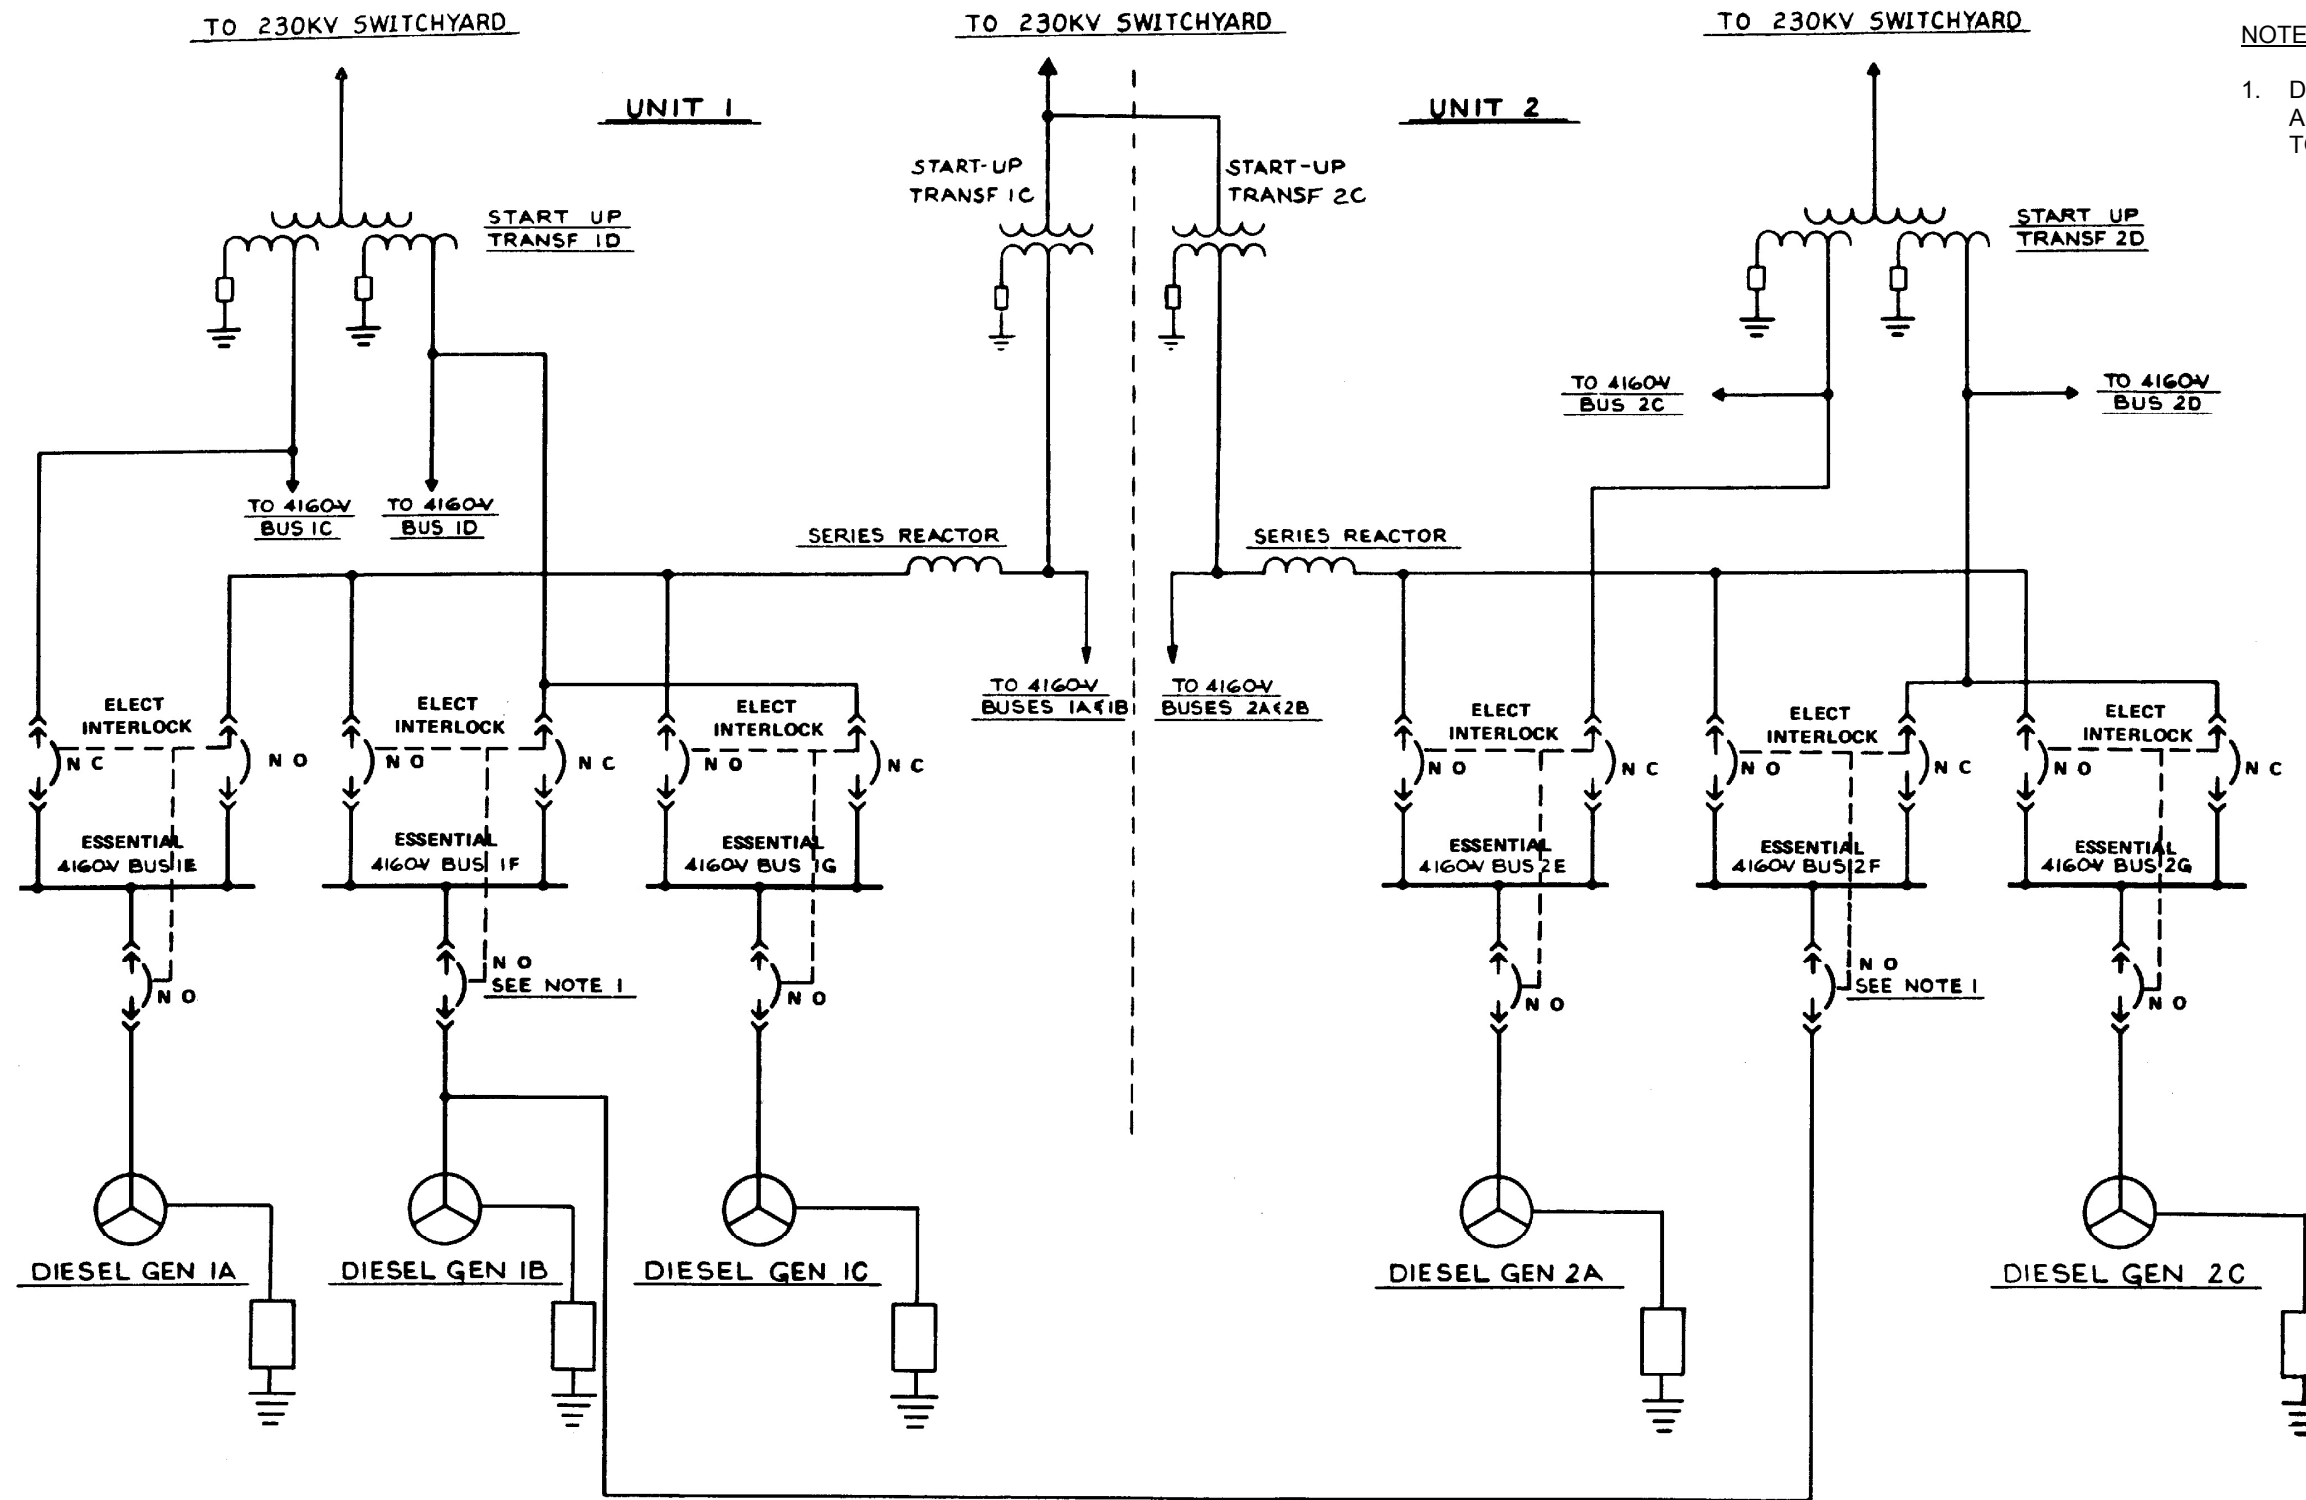 TO 230KV SWITCHYARD
TO 230KV SWITCHYARD
TO 230KV SWITCHYARD
NOTE
1. D
A
TO
UNIT 1
UNIT 2
START-UP
TRANSF 1C
START-UP
TRANSF 2C
START UP
TRANSF 1D
START UP
TRANSF 2D
TO 4160V
BUS 2C
TO 4160V
BUS 2D
TO 4160V
BUS 1C
TO 4160V
BUS 1D
SERIES REACTOR
SERIES REACTOR
TO 4160V
BUSES 1A&1B
TO 4160V
BUSES 2A&2B
ELECT
INTERLOCK
N C
N O
ELECT
INTERLOCK
N O
N C
ELECT
INTERLOCK
N O
N C
ELECT
INTERLOCK
N O
N C
ELECT
INTERLOCK
N O
N C
ELECT
INTERLOCK
N O
N C
ESSENTIAL
4160V BUS 1E
ESSENTIAL
4160V BUS 1F
ESSENTIAL
4160V BUS 1G
ESSENTIAL
4160V BUS 2E
ESSENTIAL
4160V BUS 2F
ESSENTIAL
4160V BUS 2G
N O
N O
SEE NOTE 1
N O
N O
N O
SEE NOTE 1
N O
DIESEL GEN 1A
DIESEL GEN 1B
DIESEL GEN 1C
DIESEL GEN 2A
DIESEL GEN 2C